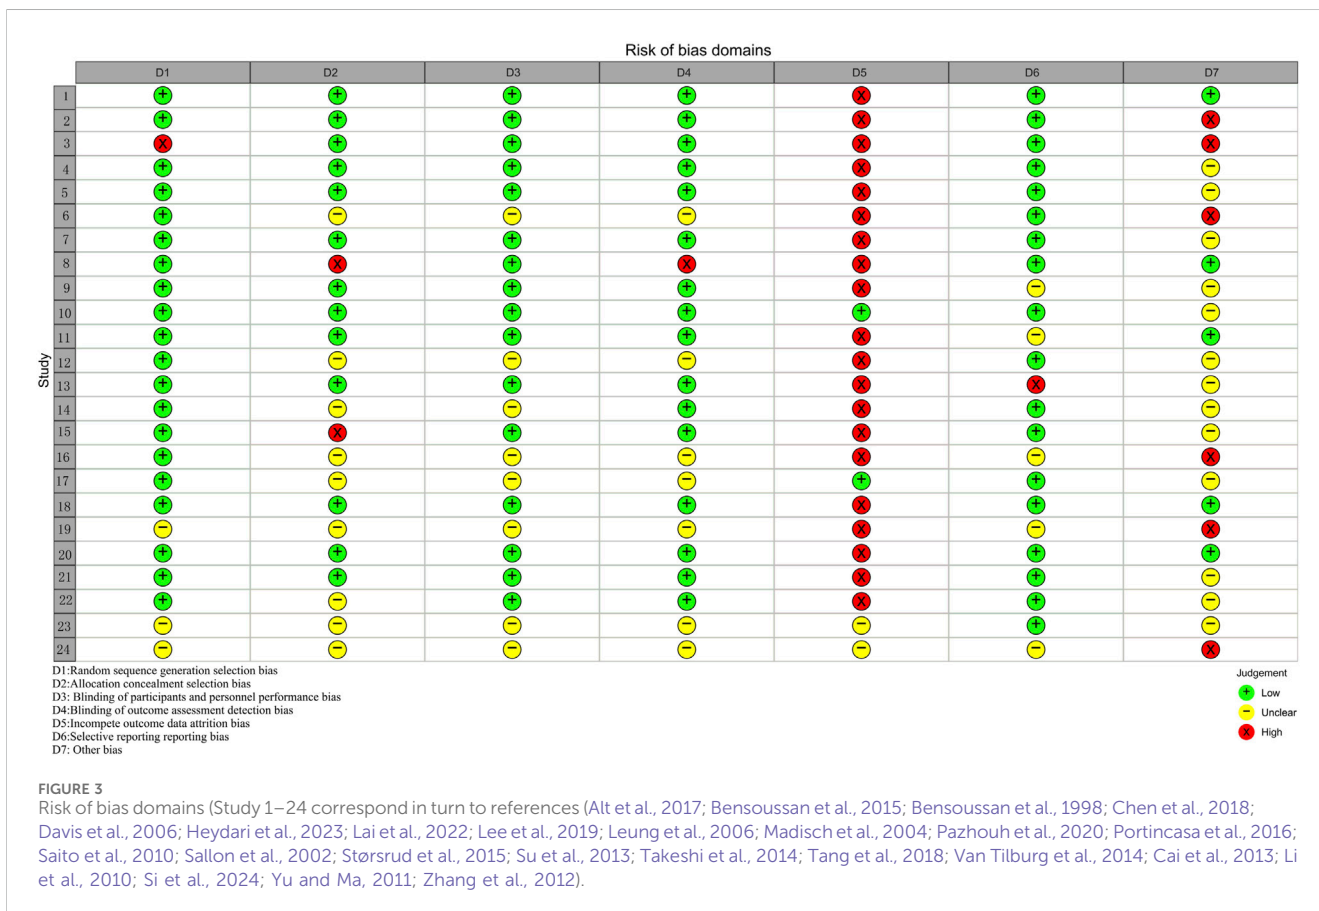 Risk of bias domains
D1 D2 D3 D4 D5 D6 D7
Study
1 + + + + X + +
2 + + + + X + X
3 X + + + X + X
4 + + + + X + −
5 + + + + X + −
6 + − − − X + X
7 + + + + X + −
8 + X + X X + +
9 + + + + X − −
10 + + + + + + −
11 + + + + X − +
12 + − − − X + −
13 + + + + X X −
14 + − − + X + −
15 + X + + X + −
16 + − − − X − X
17 + − − − + + −
18 + + + + X + +
19 − − − − X − X
20 + + + + X + +
21 + + + + X + −
22 + − + + X + −
23 − − − − − + −
24 − − − − − − X
D1:Random sequence generation selection bias
D2:Allocation concealment selection bias
D3: Blinding of participants and personnel performance bias
D4:Blinding of outcome assessment detection bias
D5:Incompete outcome data attrition bias
D6:Selective reporting reporting bias
D7: Other bias
Judgement
+ Low
− Unclear
X High
FIGURE 3
Risk of bias domains (Study 1–24 correspond in turn to references (Alt et al., 2017; Bensoussan et al., 2015; Bensoussan et al., 1998; Chen et al., 2018;
Davis et al., 2006; Heydari et al., 2023; Lai et al., 2022; Lee et al., 2019; Leung et al., 2006; Madisch et al., 2004; Pazhouh et al., 2020; Portincasa et al., 2016;
Saito et al., 2010; Sallon et al., 2002; Størsrud et al., 2015; Su et al., 2013; Takeshi et al., 2014; Tang et al., 2018; Van Tilburg et al., 2014; Cai et al., 2013; Li
et al., 2010; Si et al., 2024; Yu and Ma, 2011; Zhang et al., 2012).